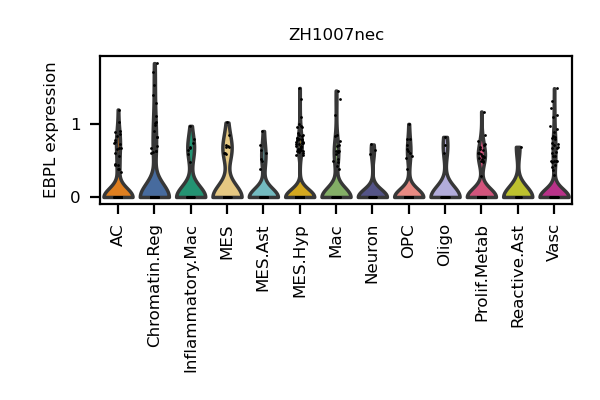 ZH1007nec
EBPL expression
1
0
AC
Chromatin.Reg
Inflammatory.Mac
MES
MES.Ast
MES.Hyp
Mac
Neuron
OPC
Oligo
Prolif.Metab
Reactive.Ast
Vasc